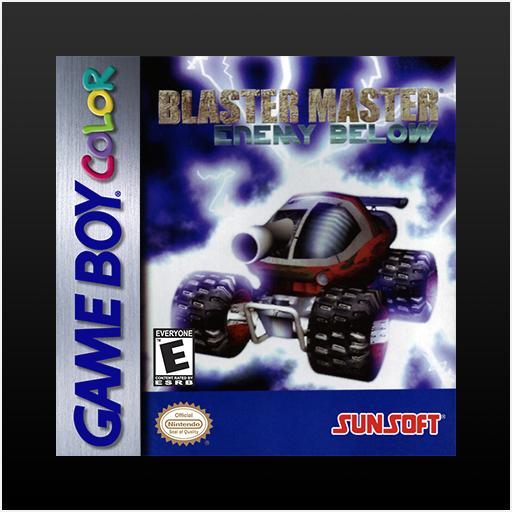 GAME BOY COLOR
BLASTER MASTER®
ENEMY BELOW
EVERYONE
E
CONTENT RATED BY
ESRB
Official
Nintendo
Seal of Quality
SUNSOFT®